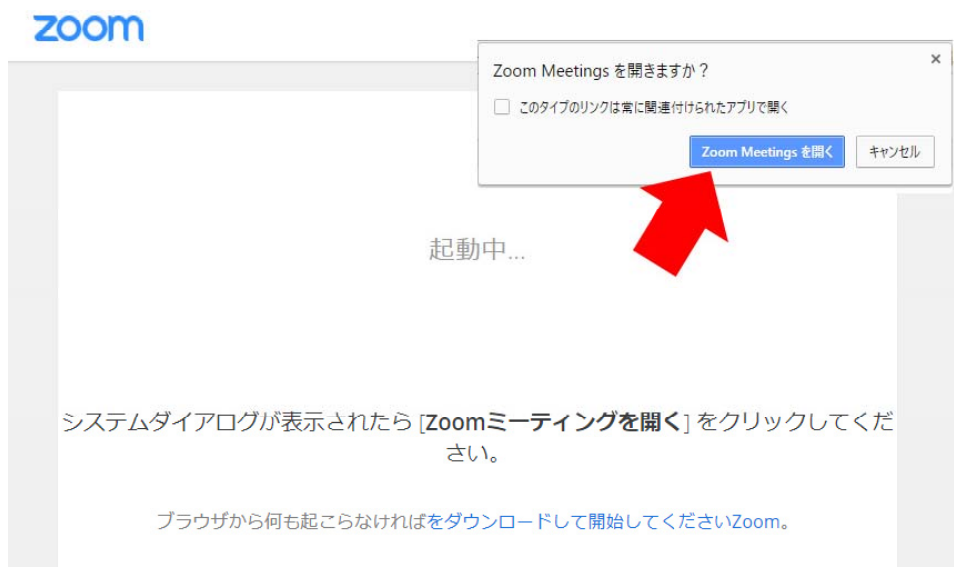 zoom
Zoom Meetings を開きますか？
×
このタイプのリンクは常に関連付けられたアプリで開く
Zoom Meetings を開く
キャンセル
起動中...
システムダイアログが表示されたら [Zoomミーティングを開く] をクリックしてくだ
さい。
ブラウザから何も起こらなければをダウンロードして開始してくださいZoom。